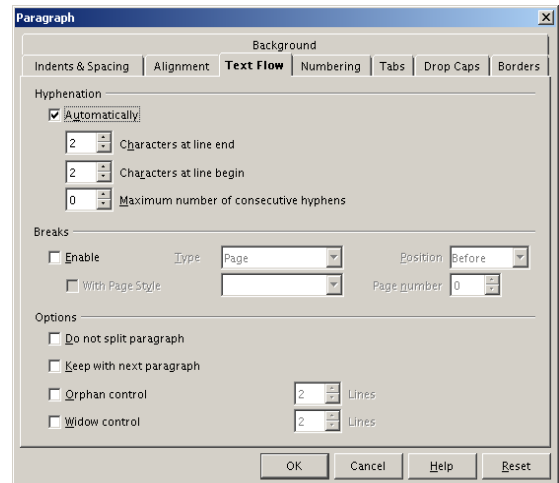 Paragraph
Background
Indents & Spacing Alignment Text Flow Numbering Tabs Drop Caps Borders
Hyphenation
Automatically
2 Characters at line end
2 Characters at line begin
0 Maximum number of consecutive hyphens
Breaks
Enable Type Page Position Before
With Page Style Page number 0
Options
Do not split paragraph
Keep with next paragraph
Orphan control 2 Lines
Widow control 2 Lines
OK Cancel Help Reset